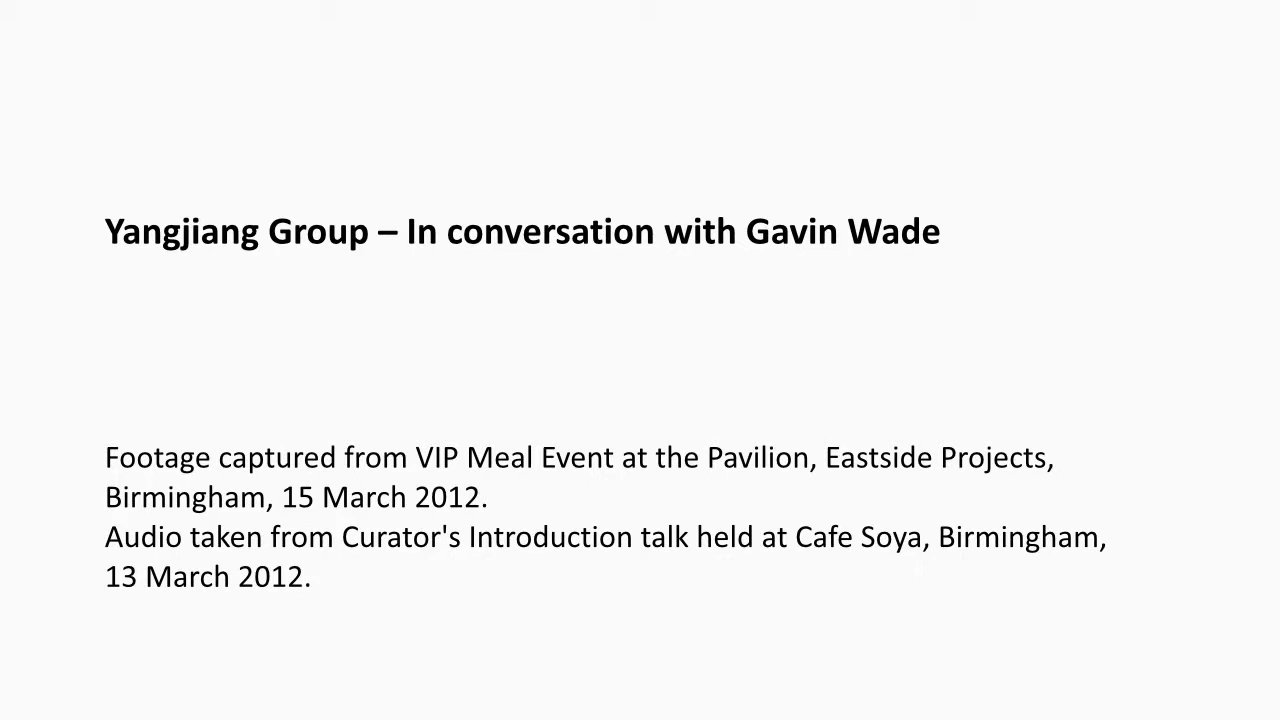 Yangjiang Group – In conversation with Gavin Wade
Footage captured from VIP Meal Event at the Pavilion, Eastside Projects,
Birmingham, 15 March 2012.
Audio taken from Curator's Introduction talk held at Cafe Soya, Birmingham,
13 March 2012.